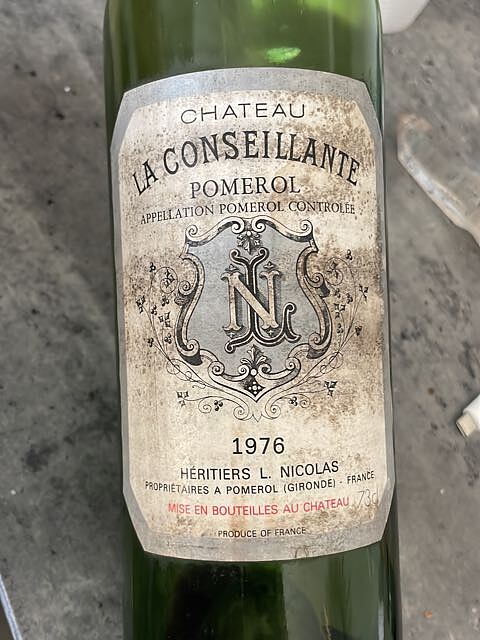 CHATEAU
LA CONSEILLANTE
POMEROL
APPELLATION POMEROL CONTROLÉE
LN
1976
HÉRITIERS L. NICOLAS
PROPRIÉTAIRES A POMEROL (GIRONDE) - FRANCE
MISE EN BOUTEILLES AU CHATEAU 73cl
PRODUCE OF FRANCE